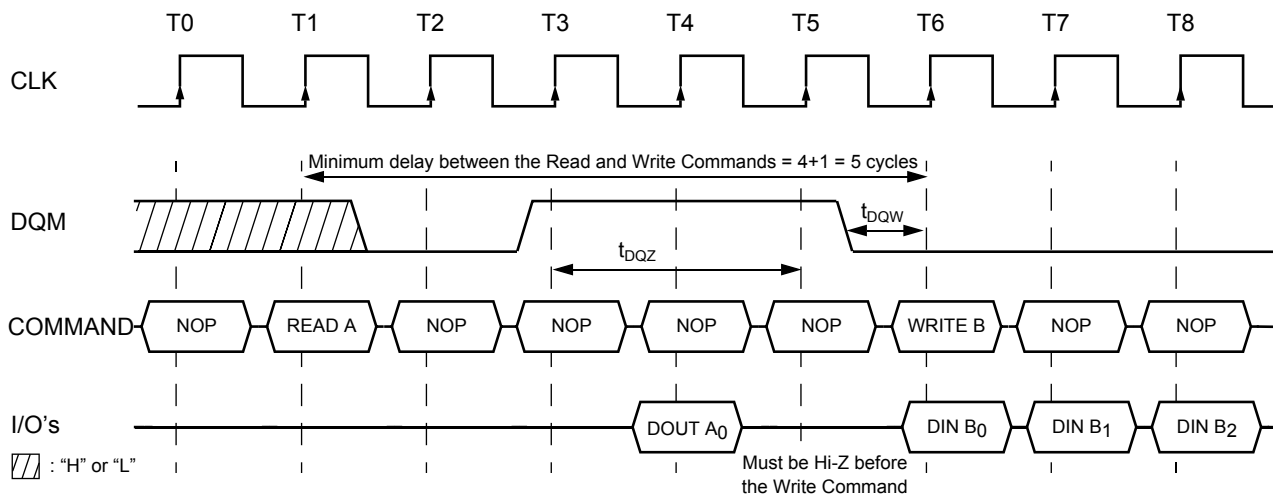 T0 T1 T2 T3 T4 T5 T6 T7 T8
CLK
Minimum delay between the Read and Write Commands = 4+1 = 5 cycles
DQM
tDQW
tDQZ
COMMAND NOP READ A NOP NOP NOP NOP WRITE B NOP NOP
I/O's DOUT A0 DIN B0 DIN B1 DIN B2
: “H” or “L”
Must be Hi-Z before
the Write Command